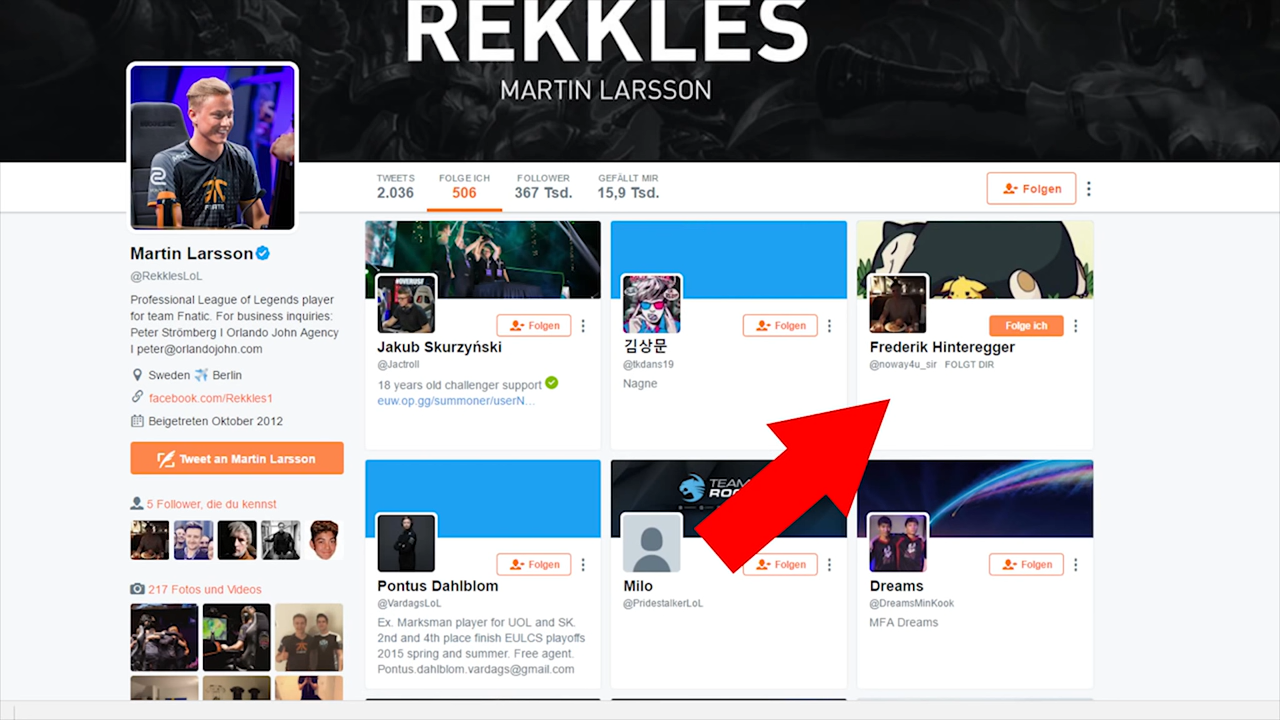 REKKLES
MARTIN LARSSON
TWEETS
2.036
FOLGE ICH
506
FOLLOWER
367 Tsd.
GEFÄLLT MIR
15,9 Tsd.
Folgen
Martin Larsson
@RekklesLoL
Professional League of Legends player
for team Fnatic. For business inquiries:
Peter Strömberg I Orlando John Agency
I peter@orlandojohn.com
Sweden ✈️ Berlin
facebook.com/Rekkles1
Beigetreten Oktober 2012
Tweet an Martin Larsson
5 Follower, die du kennst
217 Fotos und Videos
Folgen
Jakub Skurzyński
@Jactroll
18 years old challenger support
euw.op.gg/summoner/userN…
Folgen
김상문
@tkdans19
Nagne
Folge ich
Frederik Hinteregger
@noway4u_sir FOLGT DIR
Folgen
Pontus Dahlblom
@VardagsLoL
Ex. Marksman player for UOL and SK.
2nd and 4th place finish EULCS playoffs
2015 spring and summer. Free agent.
Pontus.dahlblom.vardags@gmail.com
Folgen
Milo
@PridestalkerLoL
Folgen
Dreams
@DreamsMinKook
MFA Dreams